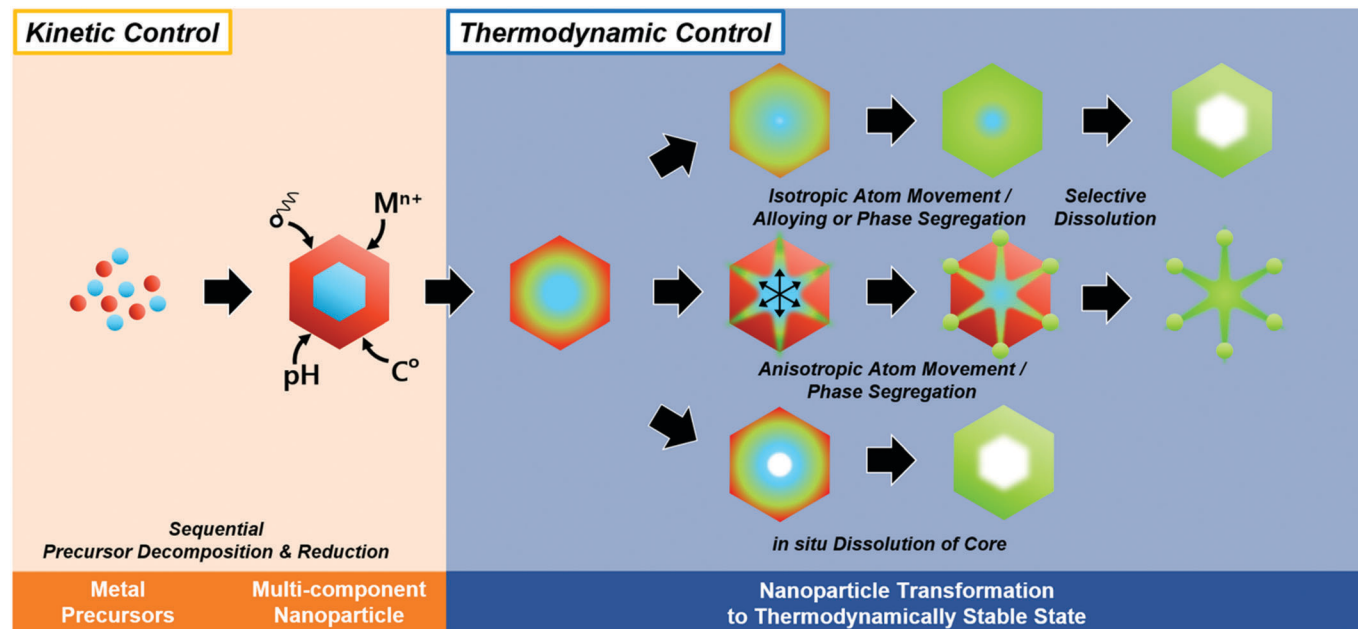 Kinetic Control
Thermodynamic Control
Mⁿ⁺
pH
Cº
Isotropic Atom Movement /
Alloying or Phase Segregation
Selective
Dissolution
Anisotropic Atom Movement /
Phase Segregation
in situ Dissolution of Core
Sequential
Precursor Decomposition & Reduction
Metal
Precursors
Multi-component
Nanoparticle
Nanoparticle Transformation
to Thermodynamically Stable State